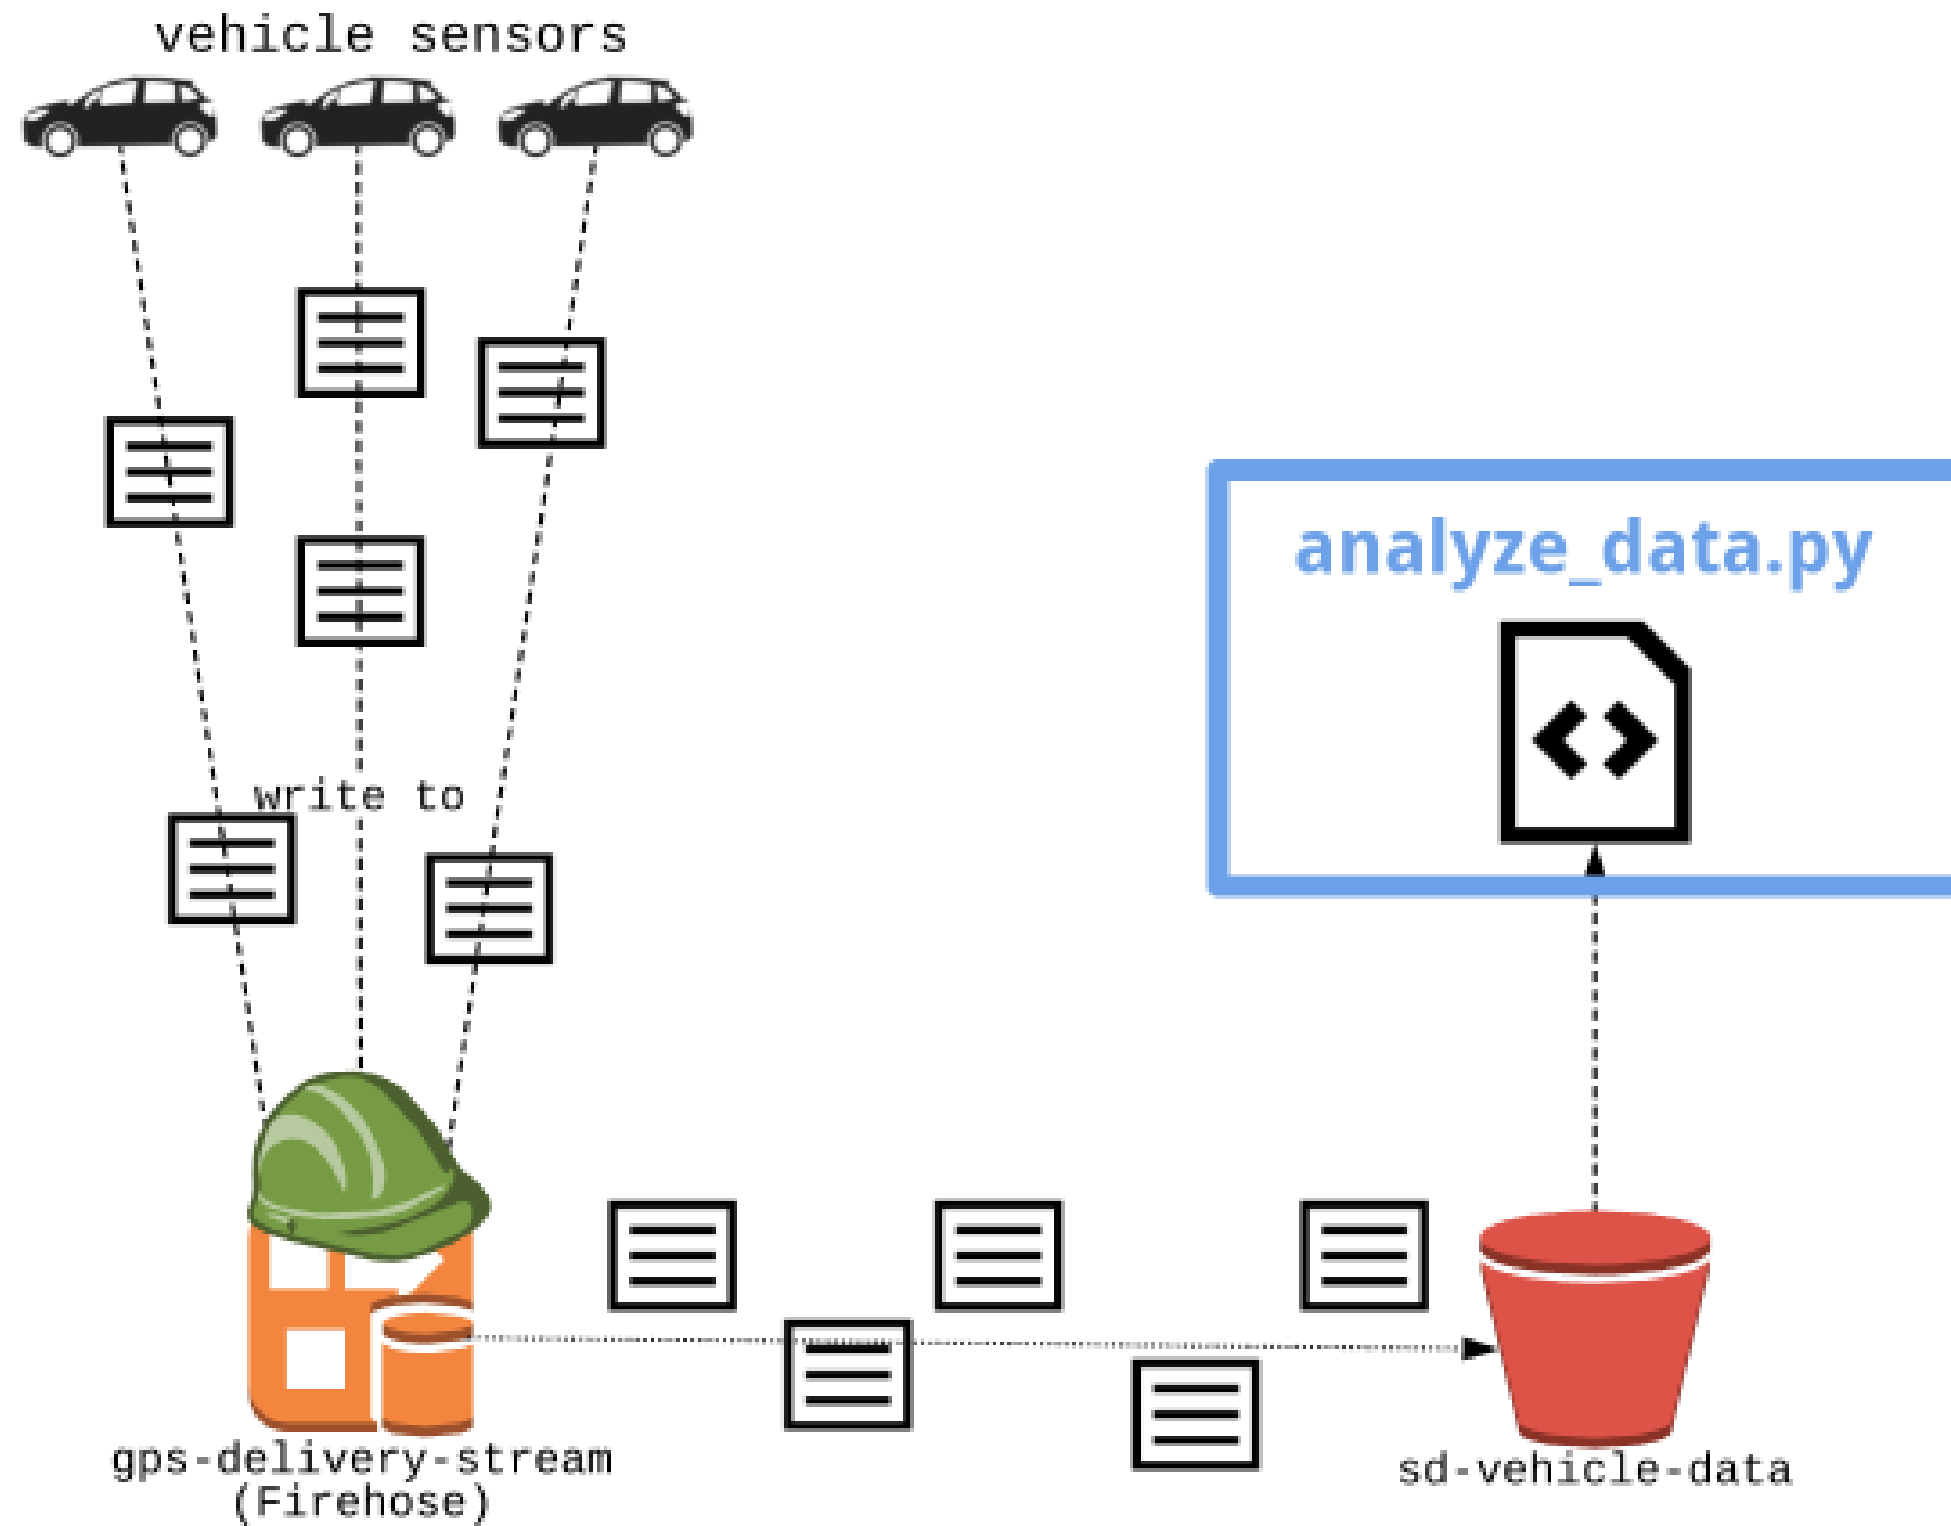 vehicle sensors
analyze_data.py
write to
gps-delivery-stream
(Firehose)
sd-vehicle-data